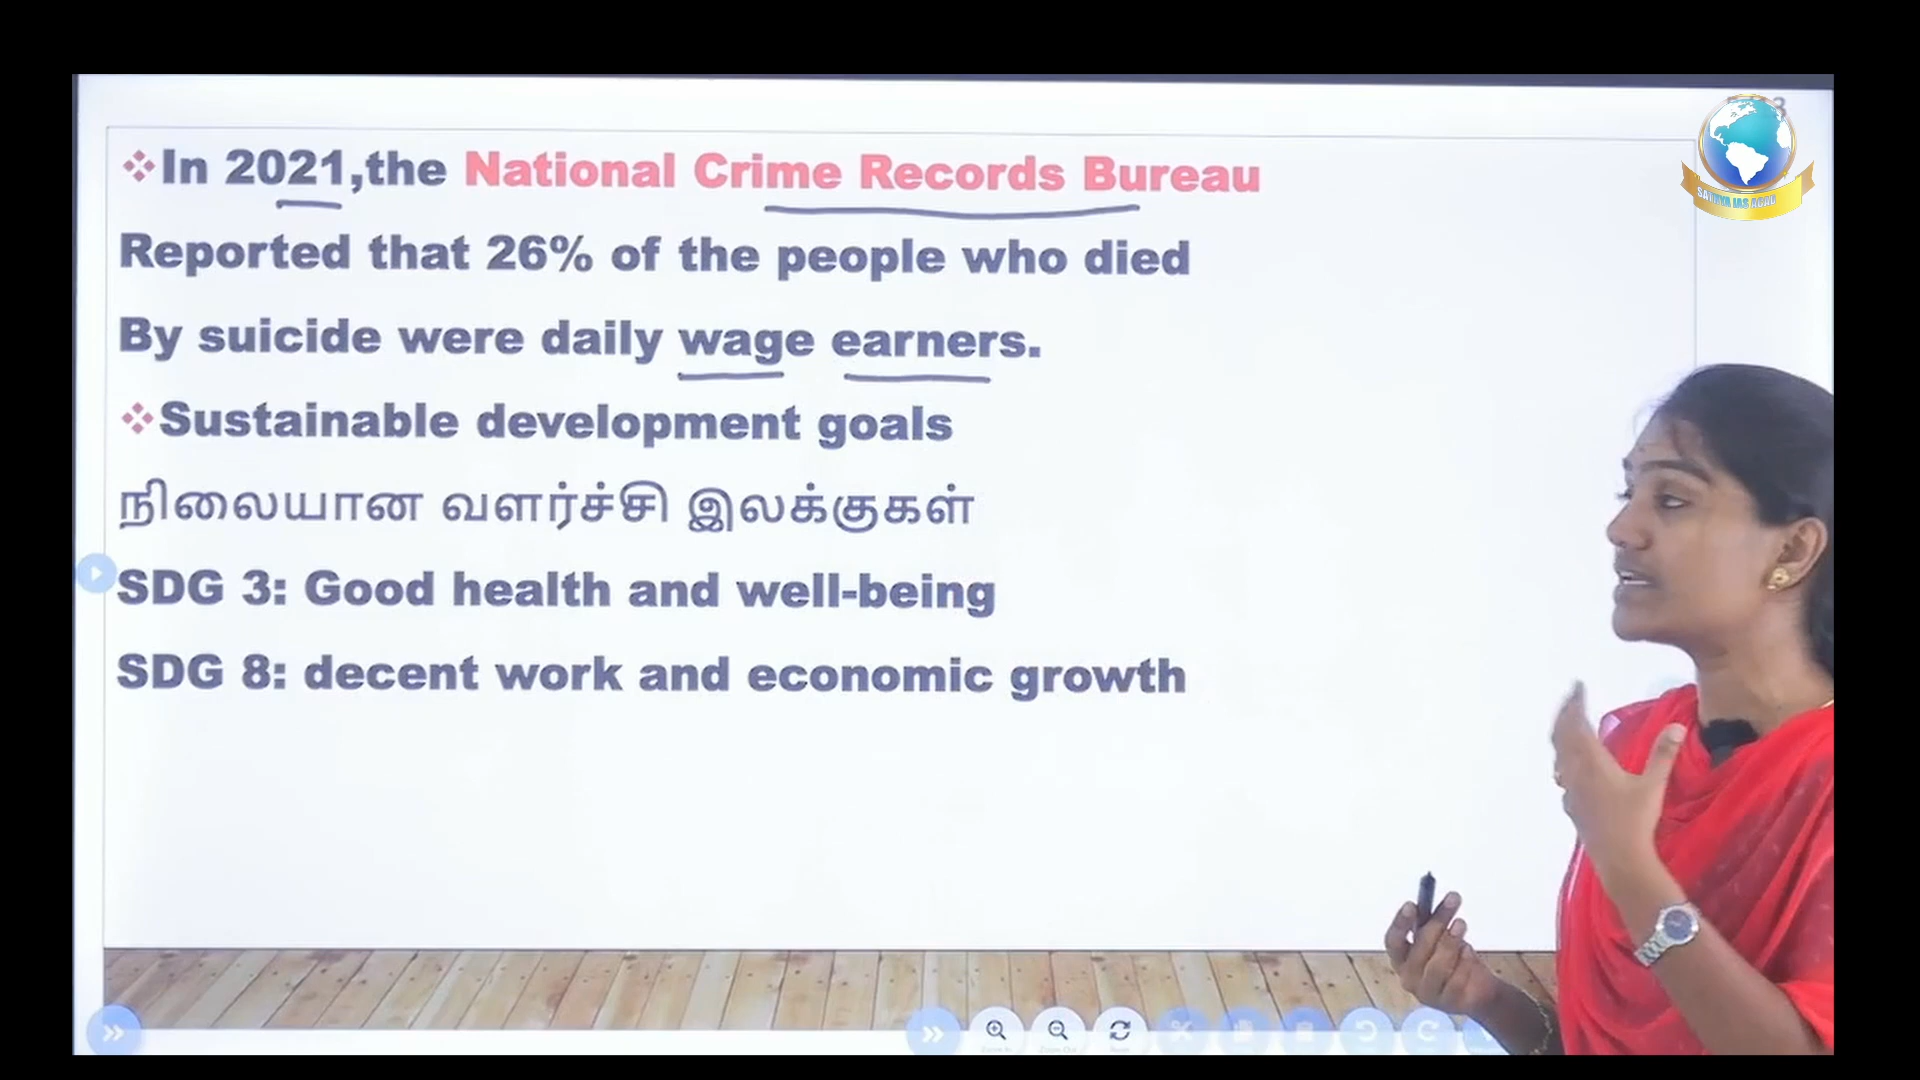 ❖In 2021,the National Crime Records Bureau
Reported that 26% of the people who died
By suicide were daily wage earners.
❖Sustainable development goals
நிலையான வளர்ச்சி இலக்குகள்
SDG 3: Good health and well-being
SDG 8: decent work and economic growth